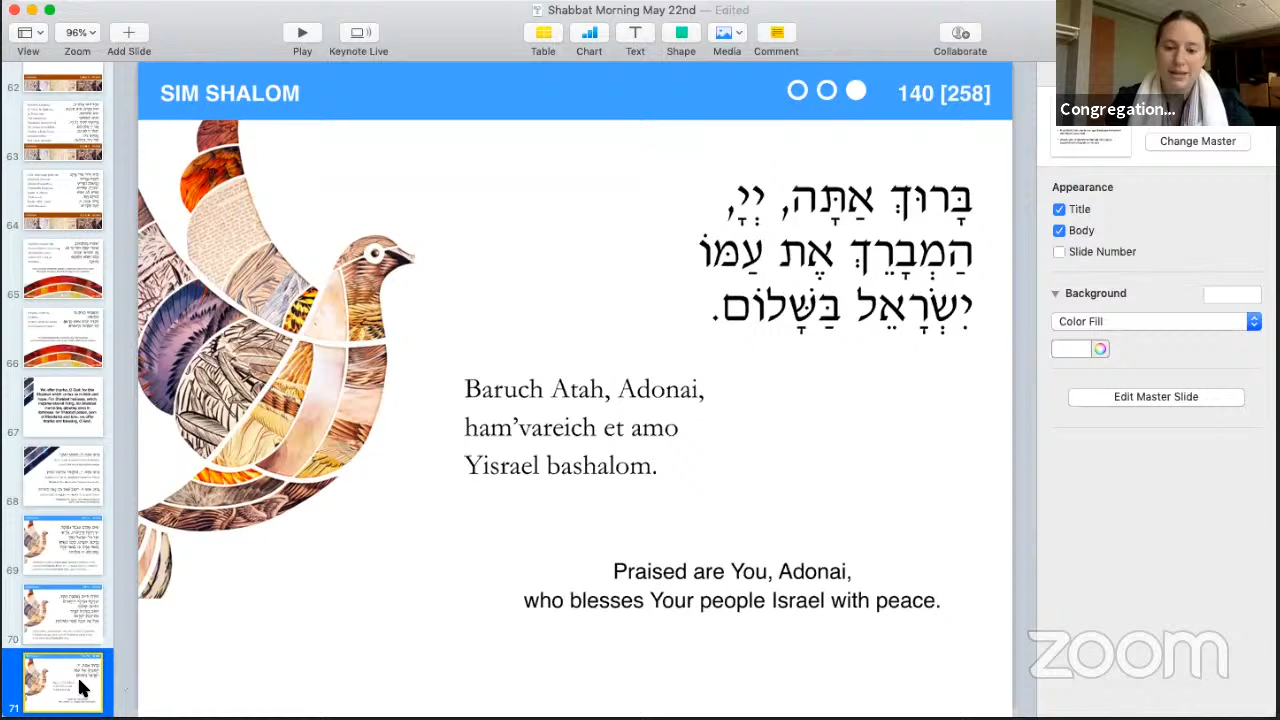 Shabbat Morning May 22nd — Edited
96%
View
Zoom
Add Slide
Play
Keynote Live
Table
Chart
Text
Shape
Media
Comment
Collaborate
Congregation...
SIM SHALOM
140 [258]
בָּרוּךְ אַתָּה, יְיָ,
הַמְבָרֵךְ אֶת עַמּוֹ
יִשְׂרָאֵל בַּשָּׁלוֹם.
Baruch Atah, Adonai,
ham’vareich et amo
Yisrael bashalom.
Praised are You, Adonai,
who blesses Your people Israel with peace.
62
63
64
65
66
67
68
69
70
71
Change Master
Appearance
Title
Body
Slide Number
Background
Color Fill
Edit Master Slide
zoom